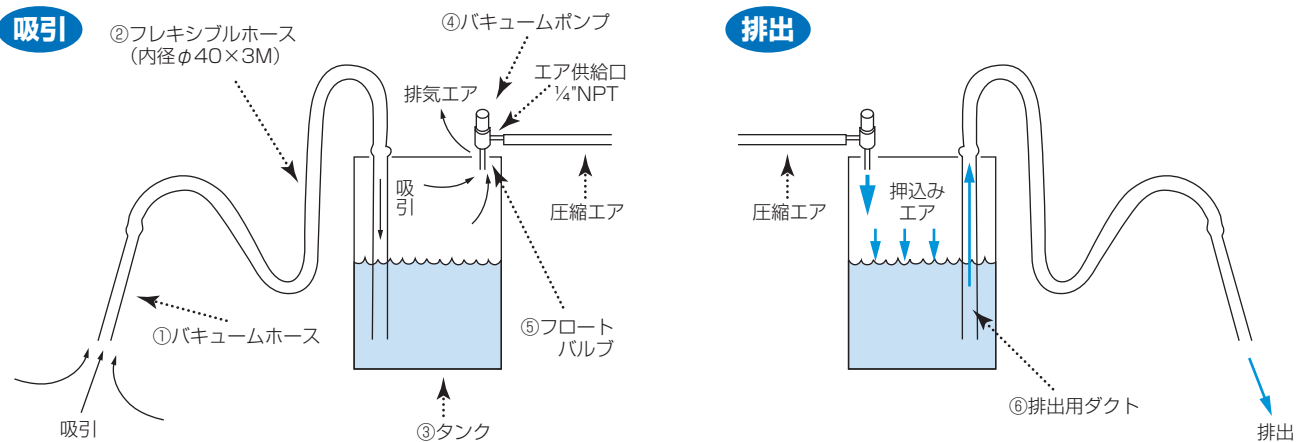 吸引
②フレキシブルホース
（内径φ40×3M）
④バキュームポンプ
エア供給口
¼"NPT
排気エア
吸引
圧縮エア
①バキュームホース
⑤フロート
バルブ
吸引
③タンク
排出
圧縮エア
押込み
エア
⑥排出用ダクト
排出